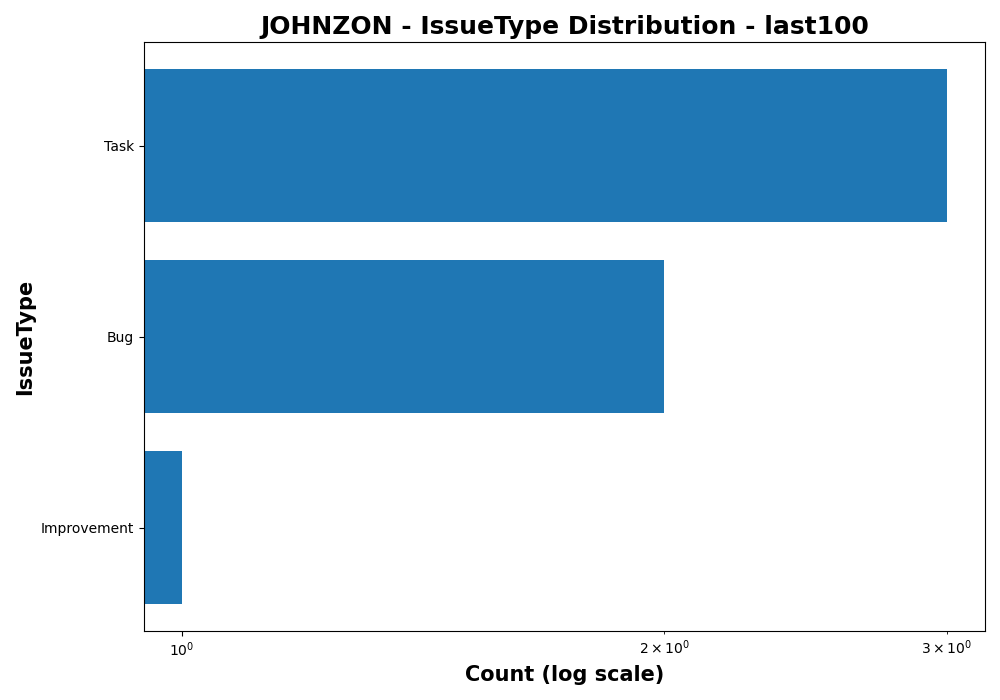 JOHNZON - IssueType Distribution - last100
Task
Bug
Improvement
IssueType
10⁰
2 × 10⁰
3 × 10⁰
Count (log scale)